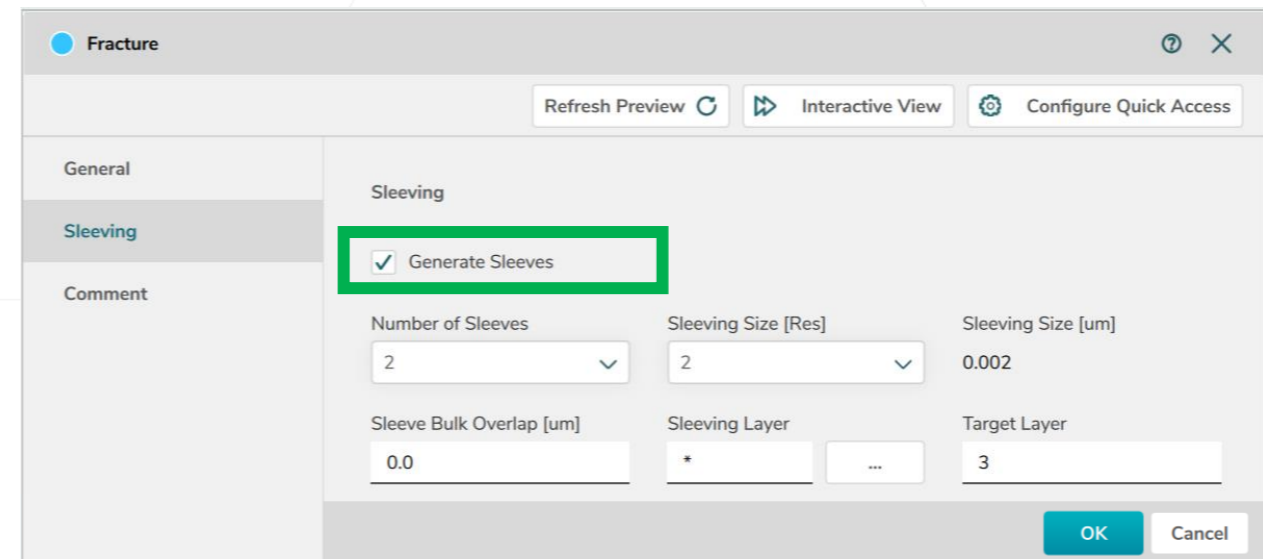 Fracture
Refresh Preview Interactive View Configure Quick Access
General
Sleeving
Comment
Sleeving
Generate Sleeves
Number of Sleeves Sleeving Size [Res] Sleeving Size [um]
2 2 0.002
Sleeve Bulk Overlap [um] Sleeving Layer Target Layer
0.0 * ... 3
OK Cancel